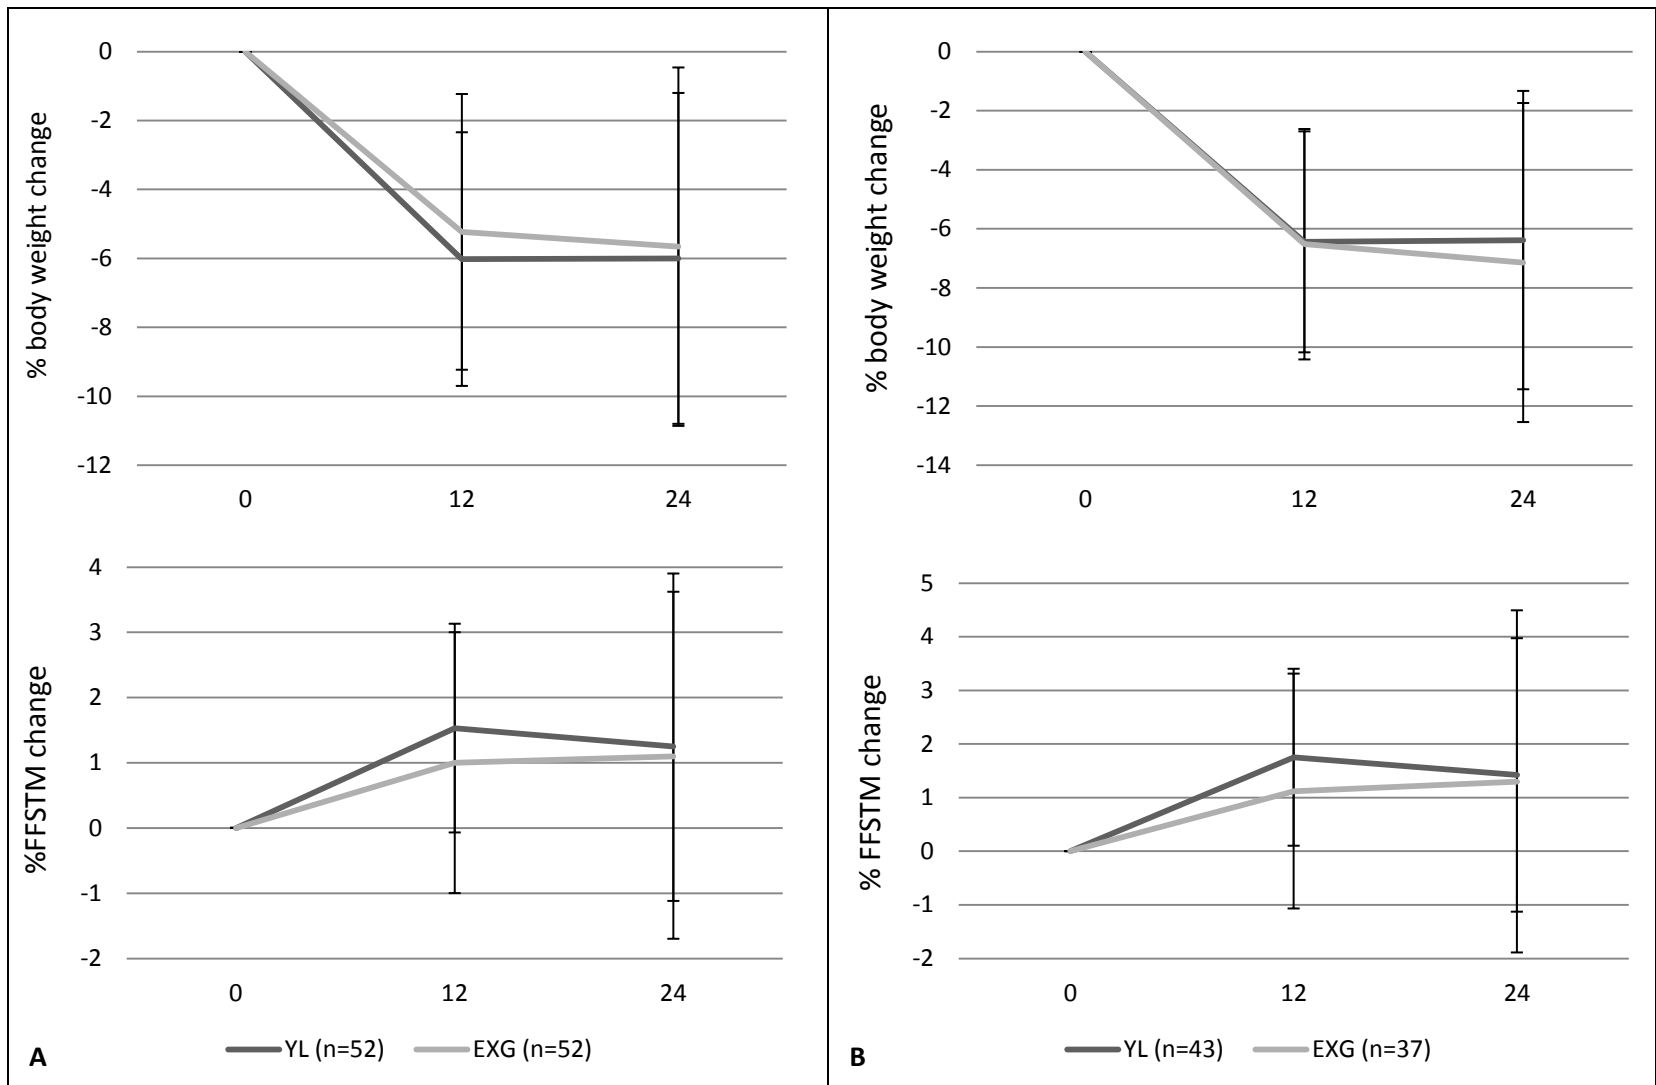 % body weight change
0
-2
-4
-6
-8
-10
-12
0 12 24
%FFSTM change
4
3
2
1
0
-1
-2
0 12 24
YL (n=52) EXG (n=52)
A
% body weight change
0
-2
-4
-6
-8
-10
-12
-14
0 12 24
% FFSTM change
5
4
3
2
1
0
-1
-2
0 12 24
YL (n=43) EXG (n=37)
B